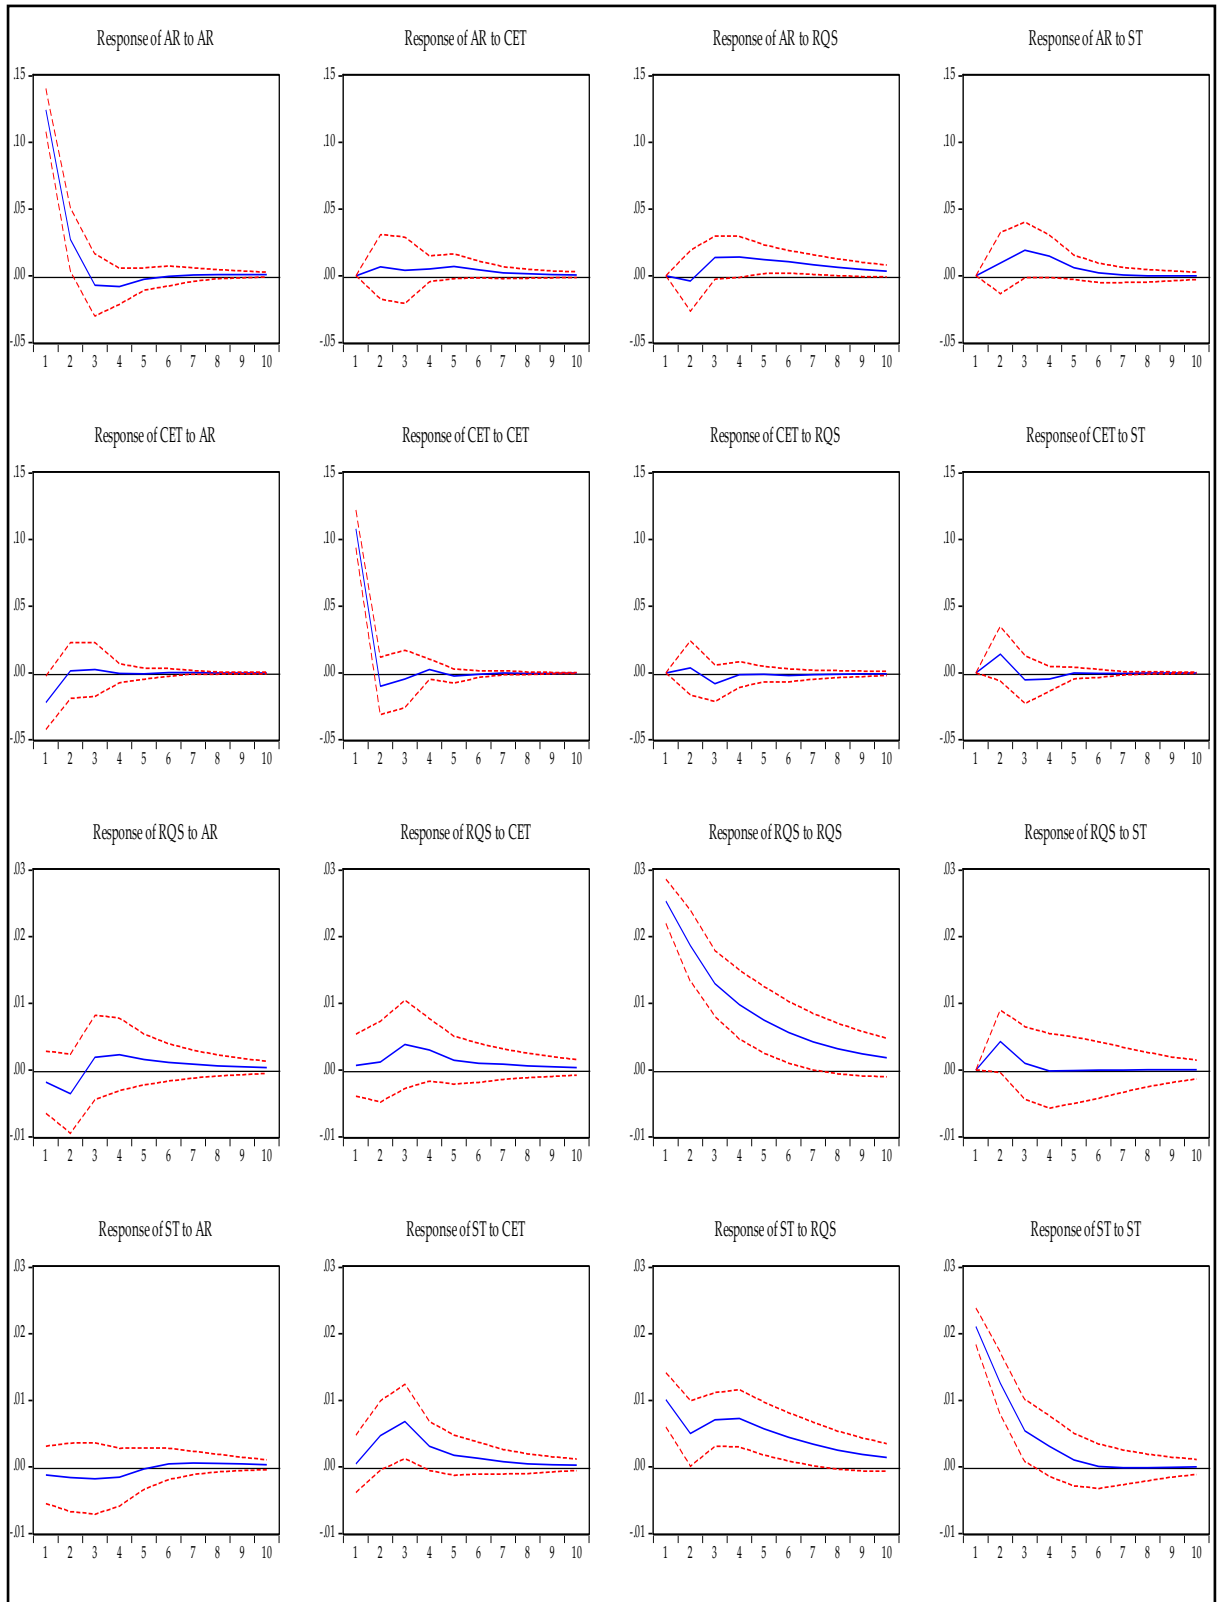 Response of AR to AR
Response of AR to CET
Response of AR to RQS
Response of AR to ST
.15
.10
.05
.00
-.05
1 2 3 4 5 6 7 8 9 10
.15
.10
.05
.00
-.05
1 2 3 4 5 6 7 8 9 10
.15
.10
.05
.00
-.05
1 2 3 4 5 6 7 8 9 10
.15
.10
.05
.00
-.05
1 2 3 4 5 6 7 8 9 10
Response of CET to AR
Response of CET to CET
Response of CET to RQS
Response of CET to ST
.15
.10
.05
.00
-.05
1 2 3 4 5 6 7 8 9 10
.15
.10
.05
.00
-.05
1 2 3 4 5 6 7 8 9 10
.15
.10
.05
.00
-.05
1 2 3 4 5 6 7 8 9 10
.15
.10
.05
.00
-.05
1 2 3 4 5 6 7 8 9 10
Response of RQS to AR
Response of RQS to CET
Response of RQS to RQS
Response of RQS to ST
.03
.02
.01
.00
-.01
1 2 3 4 5 6 7 8 9 10
.03
.02
.01
.00
-.01
1 2 3 4 5 6 7 8 9 10
.03
.02
.01
.00
-.01
1 2 3 4 5 6 7 8 9 10
.03
.02
.01
.00
-.01
1 2 3 4 5 6 7 8 9 10
Response of ST to AR
Response of ST to CET
Response of ST to RQS
Response of ST to ST
.03
.02
.01
.00
-.01
1 2 3 4 5 6 7 8 9 10
.03
.02
.01
.00
-.01
1 2 3 4 5 6 7 8 9 10
.03
.02
.01
.00
-.01
1 2 3 4 5 6 7 8 9 10
.03
.02
.01
.00
-.01
1 2 3 4 5 6 7 8 9 10